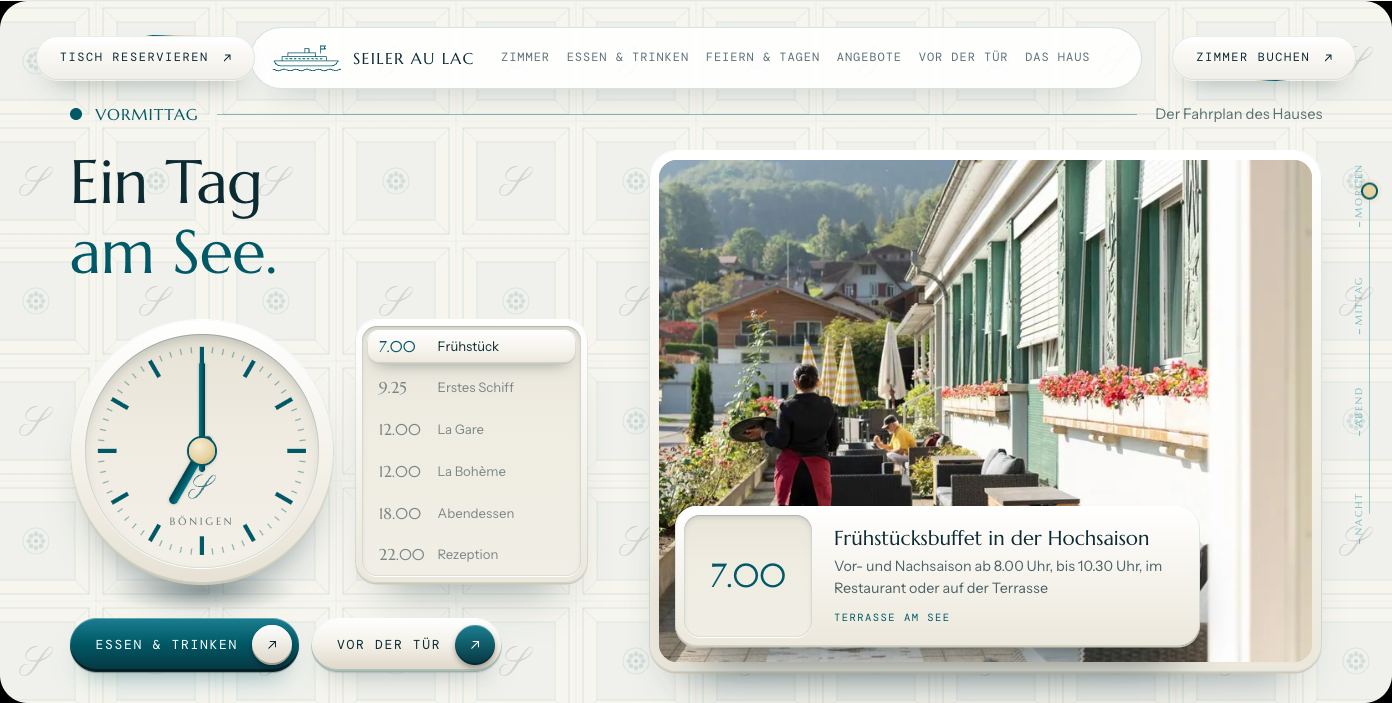 TISCH RESERVIEREN
SEILER AU LAC
ZIMMER
ESSEN & TRINKEN
FEIERN & TAGEN
ANGEBOTE
VOR DER TÜR
DAS HAUS
ZIMMER BUCHEN
VORMITTAG
Der Fahrplan des Hauses
Ein Tag
am See.
BÖNIGEN
7.00 Frühstück
9.25 Erstes Schiff
12.00 La Gare
12.00 La Bohème
18.00 Abendessen
22.00 Rezeption
ESSEN & TRINKEN
VOR DER TÜR
7.00
Frühstücksbuffet in der Hochsaison
Vor- und Nachsaison ab 8.00 Uhr, bis 10.30 Uhr, im
Restaurant oder auf der Terrasse
TERRASSE AM SEE
– MORGEN
– MITTAG
– ABEND
– NACHT